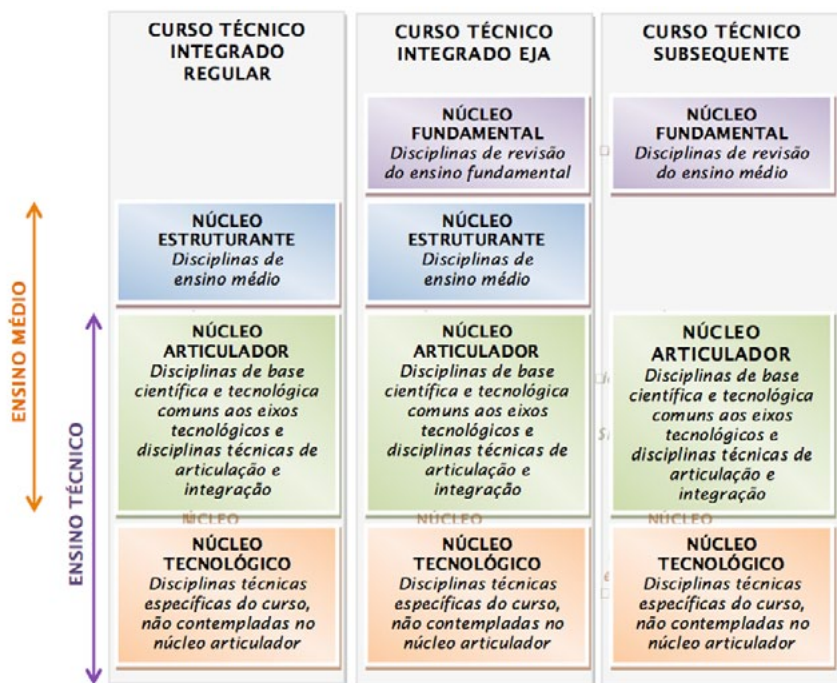 CURSO TÉCNICO
INTEGRADO
REGULAR
CURSO TÉCNICO
INTEGRADO EJA
CURSO TÉCNICO
SUBSEQUENTE
NÚCLEO
FUNDAMENTAL
Disciplinas de revisão
do ensino fundamental
NÚCLEO
FUNDAMENTAL
Disciplinas de revisão
do ensino médio
ENSINO MÉDIO
ENSINO TÉCNICO
NÚCLEO
ESTRUTURANTE
Disciplinas de
ensino médio
NÚCLEO
ESTRUTURANTE
Disciplinas de
ensino médio
NÚCLEO
ARTICULADOR
Disciplinas de base
científica e tecnológica
comuns aos eixos
tecnológicos e
disciplinas técnicas de
articulação e
integração
NÚCLEO
ARTICULADOR
Disciplinas de base
científica e tecnológica
comuns aos eixos
tecnológicos e
disciplinas técnicas de
articulação e
integração
NÚCLEO
ARTICULADOR
Disciplinas de base
científica e tecnológica
comuns aos eixos
tecnológicos e
disciplinas técnicas de
articulação e
integração
NÚCLEO
NÚCLEO
NÚCLEO
NÚCLEO
TECNOLÓGICO
Disciplinas técnicas
específicas do curso,
não contempladas no
núcleo articulador
NÚCLEO
TECNOLÓGICO
Disciplinas técnicas
específicas do curso,
não contempladas no
núcleo articulador
NÚCLEO
TECNOLÓGICO
Disciplinas técnicas
específicas do curso,
não contempladas no
núcleo articulador